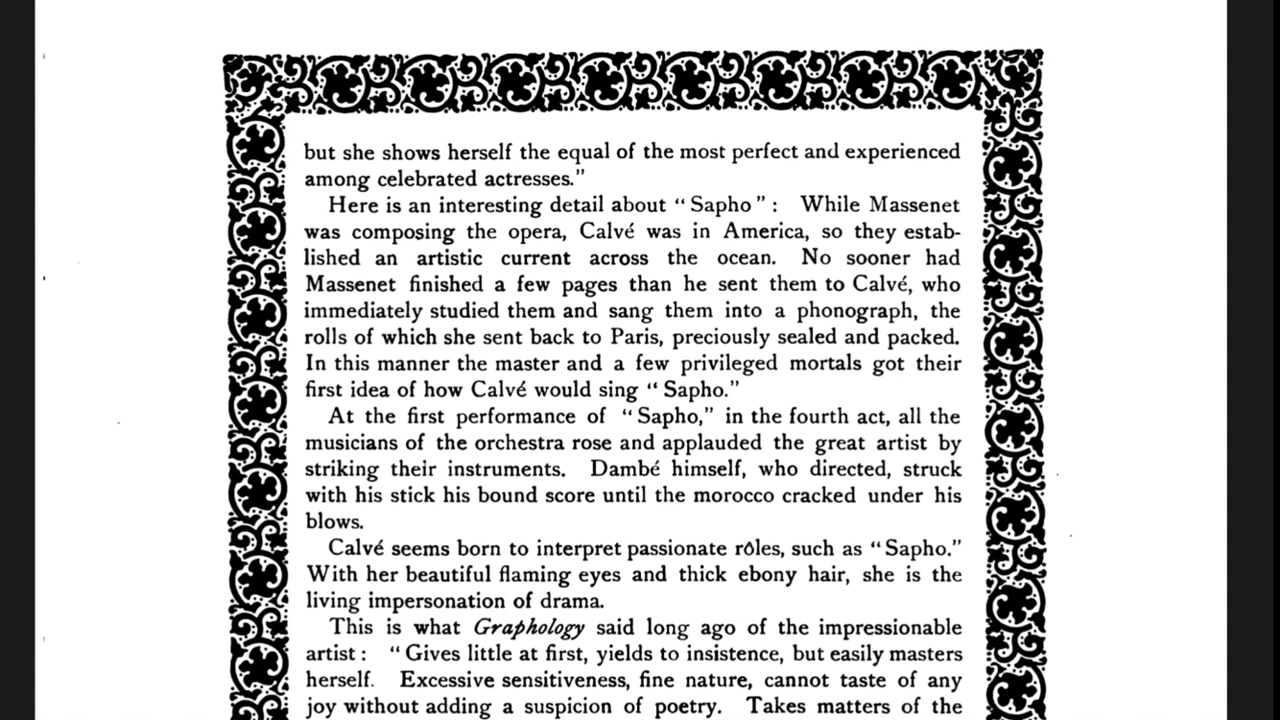 but she shows herself the equal of the most perfect and experienced
among celebrated actresses.”
Here is an interesting detail about “ Sapho ” : While Massenet
was composing the opera, Calvé was in America, so they estab-
lished an artistic current across the ocean. No sooner had
Massenet finished a few pages than he sent them to Calvé, who
immediately studied them and sang them into a phonograph, the
rolls of which she sent back to Paris, preciously sealed and packed.
In this manner the master and a few privileged mortals got their
first idea of how Calvé would sing “ Sapho.”
At the first performance of “ Sapho,” in the fourth act, all the
musicians of the orchestra rose and applauded the great artist by
striking their instruments. Dambé himself, who directed, struck
with his stick his bound score until the morocco cracked under his
blows.
Calvé seems born to interpret passionate rôles, such as “ Sapho.”
With her beautiful flaming eyes and thick ebony hair, she is the
living impersonation of drama.
This is what Graphology said long ago of the impressionable
artist : “ Gives little at first, yields to insistence, but easily masters
herself. Excessive sensitiveness, fine nature, cannot taste of any
joy without adding a suspicion of poetry. Takes matters of the